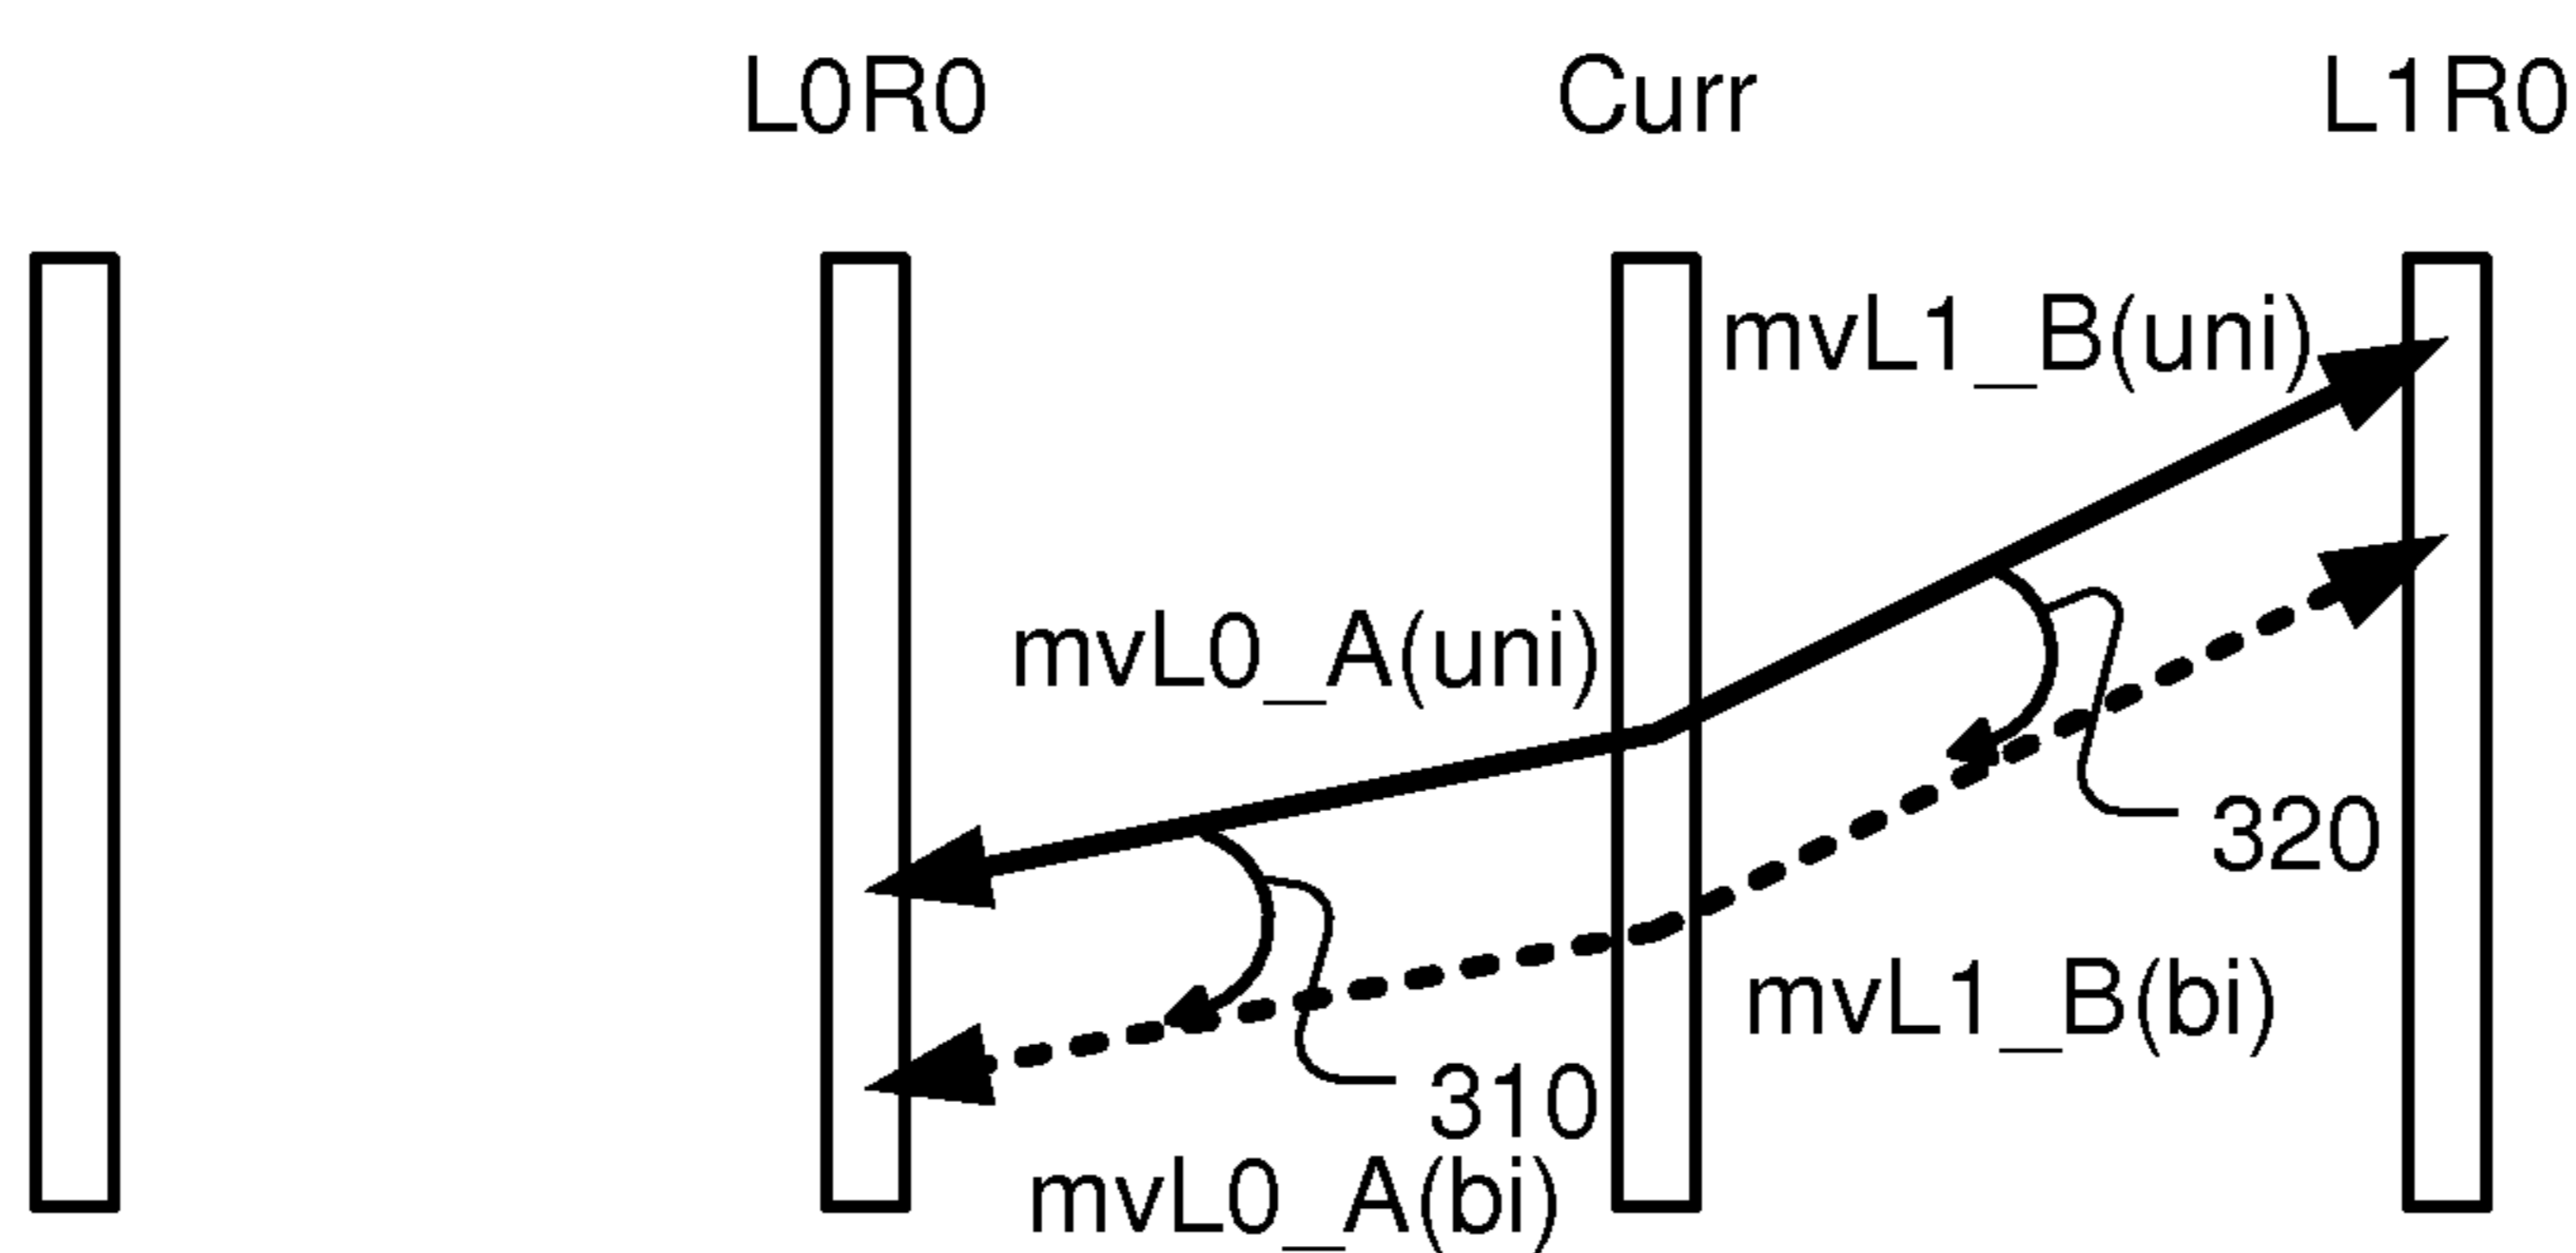 L0R0 Curr L1R0
mvL1_B(uni)
mvL0_A(uni)
320
mvL1_B(bi)
310
mvL0_A(bi)